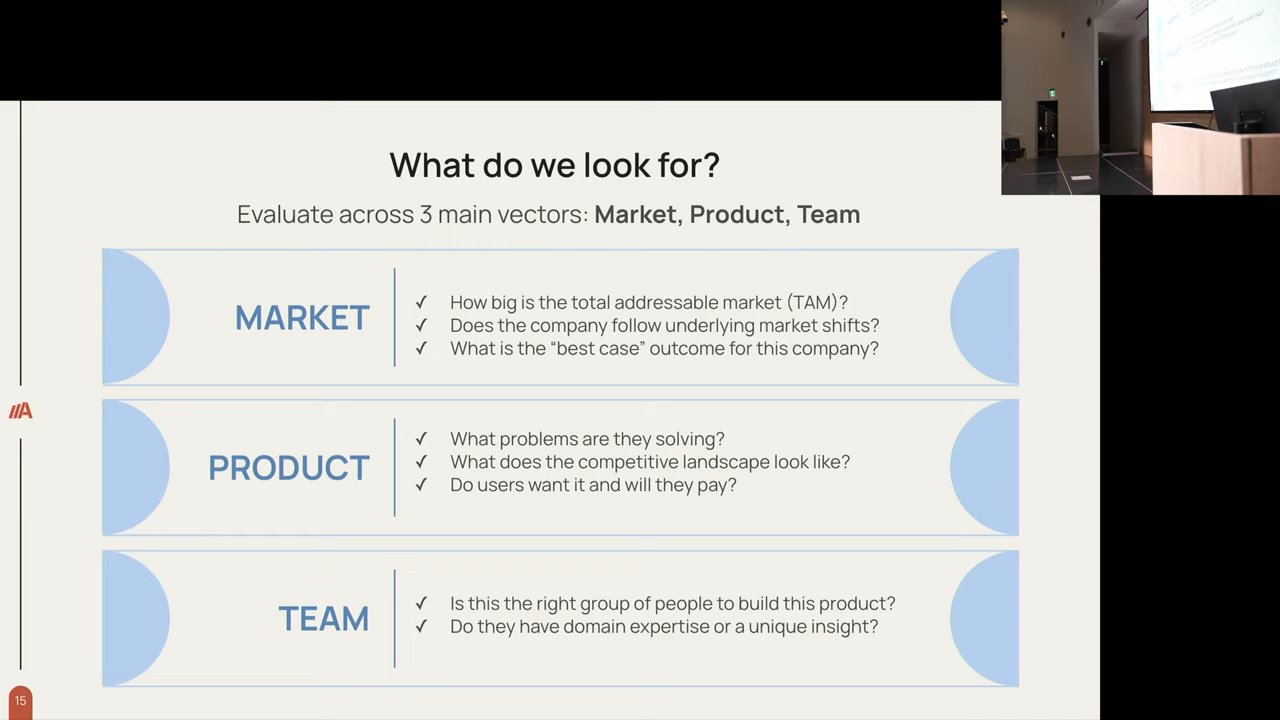 What do we look for?
Evaluate across 3 main vectors: Market, Product, Team
MARKET
✓ How big is the total addressable market (TAM)?
✓ Does the company follow underlying market shifts?
✓ What is the “best case” outcome for this company?
PRODUCT
✓ What problems are they solving?
✓ What does the competitive landscape look like?
✓ Do users want it and will they pay?
TEAM
✓ Is this the right group of people to build this product?
✓ Do they have domain expertise or a unique insight?
15